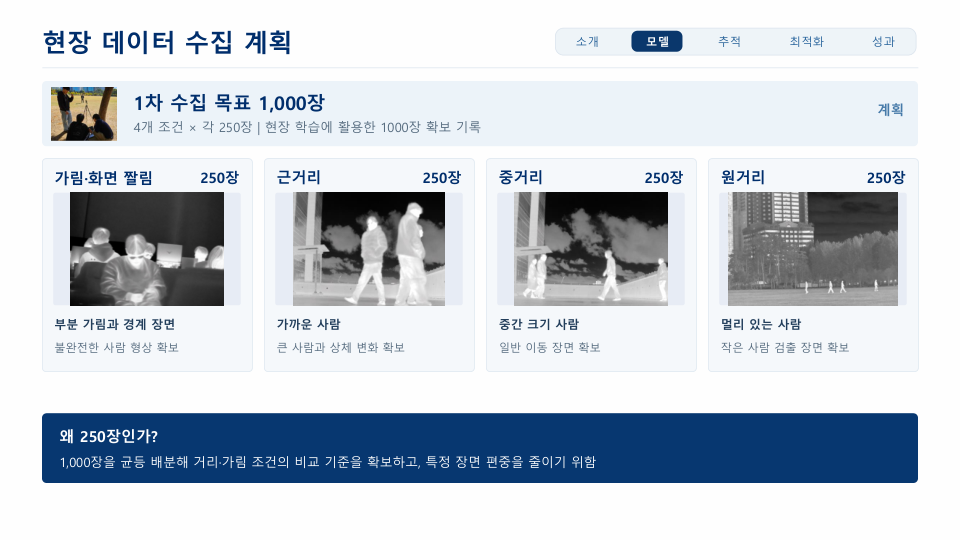 현장 데이터 수집 계획
소개 모델 추적 최적화 성과
1차 수집 목표 1,000장
4개 조건 × 각 250장 | 현장 학습에 활용한 1000장 확보 기록
계획
가림·화면 짤림 250장
부분 가림과 경계 장면
불완전한 사람 형상 확보
근거리 250장
가까운 사람
큰 사람과 상체 변화 확보
중거리 250장
중간 크기 사람
일반 이동 장면 확보
원거리 250장
멀리 있는 사람
작은 사람 검출 장면 확보
왜 250장인가?
1,000장을 균등 배분해 거리·가림 조건의 비교 기준을 확보하고, 특정 장면 편중을 줄이기 위함